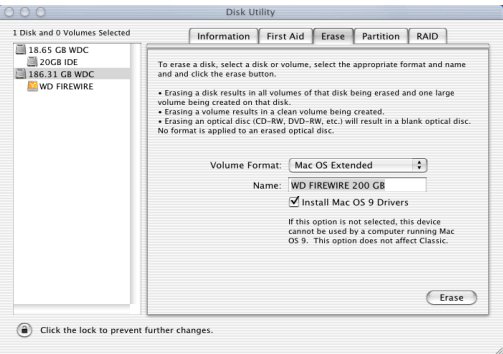 Disk Utility
1 Disk and 0 Volumes Selected
18.65 GB WDC
20GB IDE
186.31 GB WDC
WD FIREWIRE
Information
First Aid
Erase
Partition
RAID
To erase a disk, select a disk or volume, select the appropriate format and name
and and click the erase button.
• Erasing a disk results in all volumes of that disk being erased and one large
volume being created on that disk.
• Erasing a volume results in a clean volume being created.
• Erasing an optical disc (CD-RW, DVD-RW, etc.) will result in a blank optical disc.
No format is applied to an erased optical disc.
Volume Format: Mac OS Extended
Name: WD FIREWIRE 200 GB
Install Mac OS 9 Drivers
If this option is not selected, this device
cannot be used by a computer running Mac
OS 9. This option does not affect Classic.
Erase
Click the lock to prevent further changes.